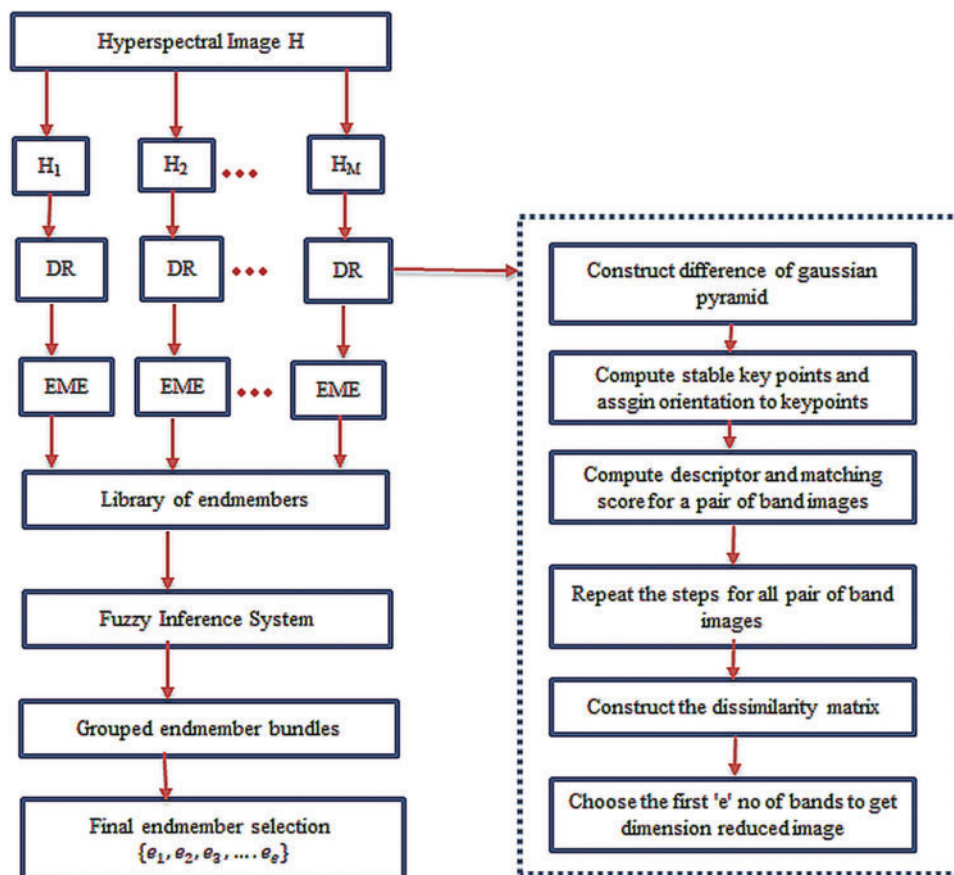 Hyperspectral Image H
H₁
H₂
H_M
DR
DR
DR
EME
EME
EME
Library of endmembers
Fuzzy Inference System
Grouped endmember bundles
Final endmember selection
{e₁, e₂, e₃, .... eₑ}
Construct difference of gaussian
pyramid
Compute stable key points and
assgin orientation to keypoints
Compute descriptor and matching
score for a pair of band images
Repeat the steps for all pair of band
images
Construct the dissimilarity matrix
Choose the first 'e' no of bands to get
dimension reduced image